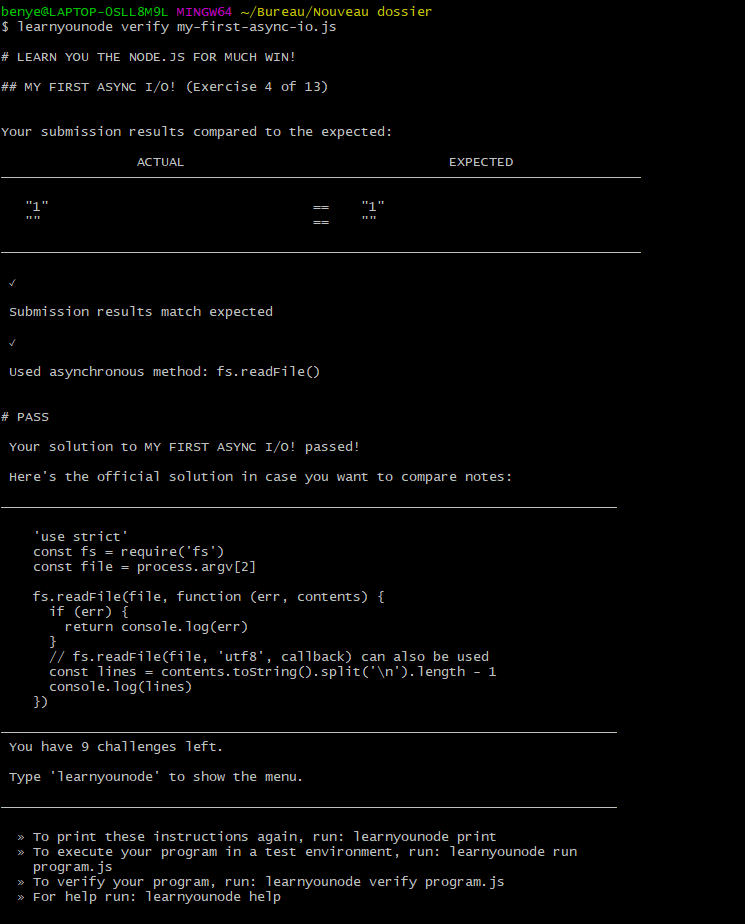 benye@LAPTOP-0SLL8M9L MINGW64 ~/Bureau/Nouveau dossier
$ learnyounode verify my-first-async-io.js
# LEARN YOU THE NODE.JS FOR MUCH WIN!
## MY FIRST ASYNC I/O! (Exercise 4 of 13)
Your submission results compared to the expected:
ACTUAL EXPECTED
"1" == "1"
"" == ""
✓
Submission results match expected
✓
Used asynchronous method: fs.readFile()
# PASS
Your solution to MY FIRST ASYNC I/O! passed!
Here's the official solution in case you want to compare notes:
'use strict'
const fs = require('fs')
const file = process.argv[2]
fs.readFile(file, function (err, contents) {
if (err) {
return console.log(err)
}
// fs.readFile(file, 'utf8', callback) can also be used
const lines = contents.toString().split('\n').length - 1
console.log(lines)
})
You have 9 challenges left.
Type 'learnyounode' to show the menu.
» To print these instructions again, run: learnyounode print
» To execute your program in a test environment, run: learnyounode run
program.js
» To verify your program, run: learnyounode verify program.js
» For help run: learnyounode help